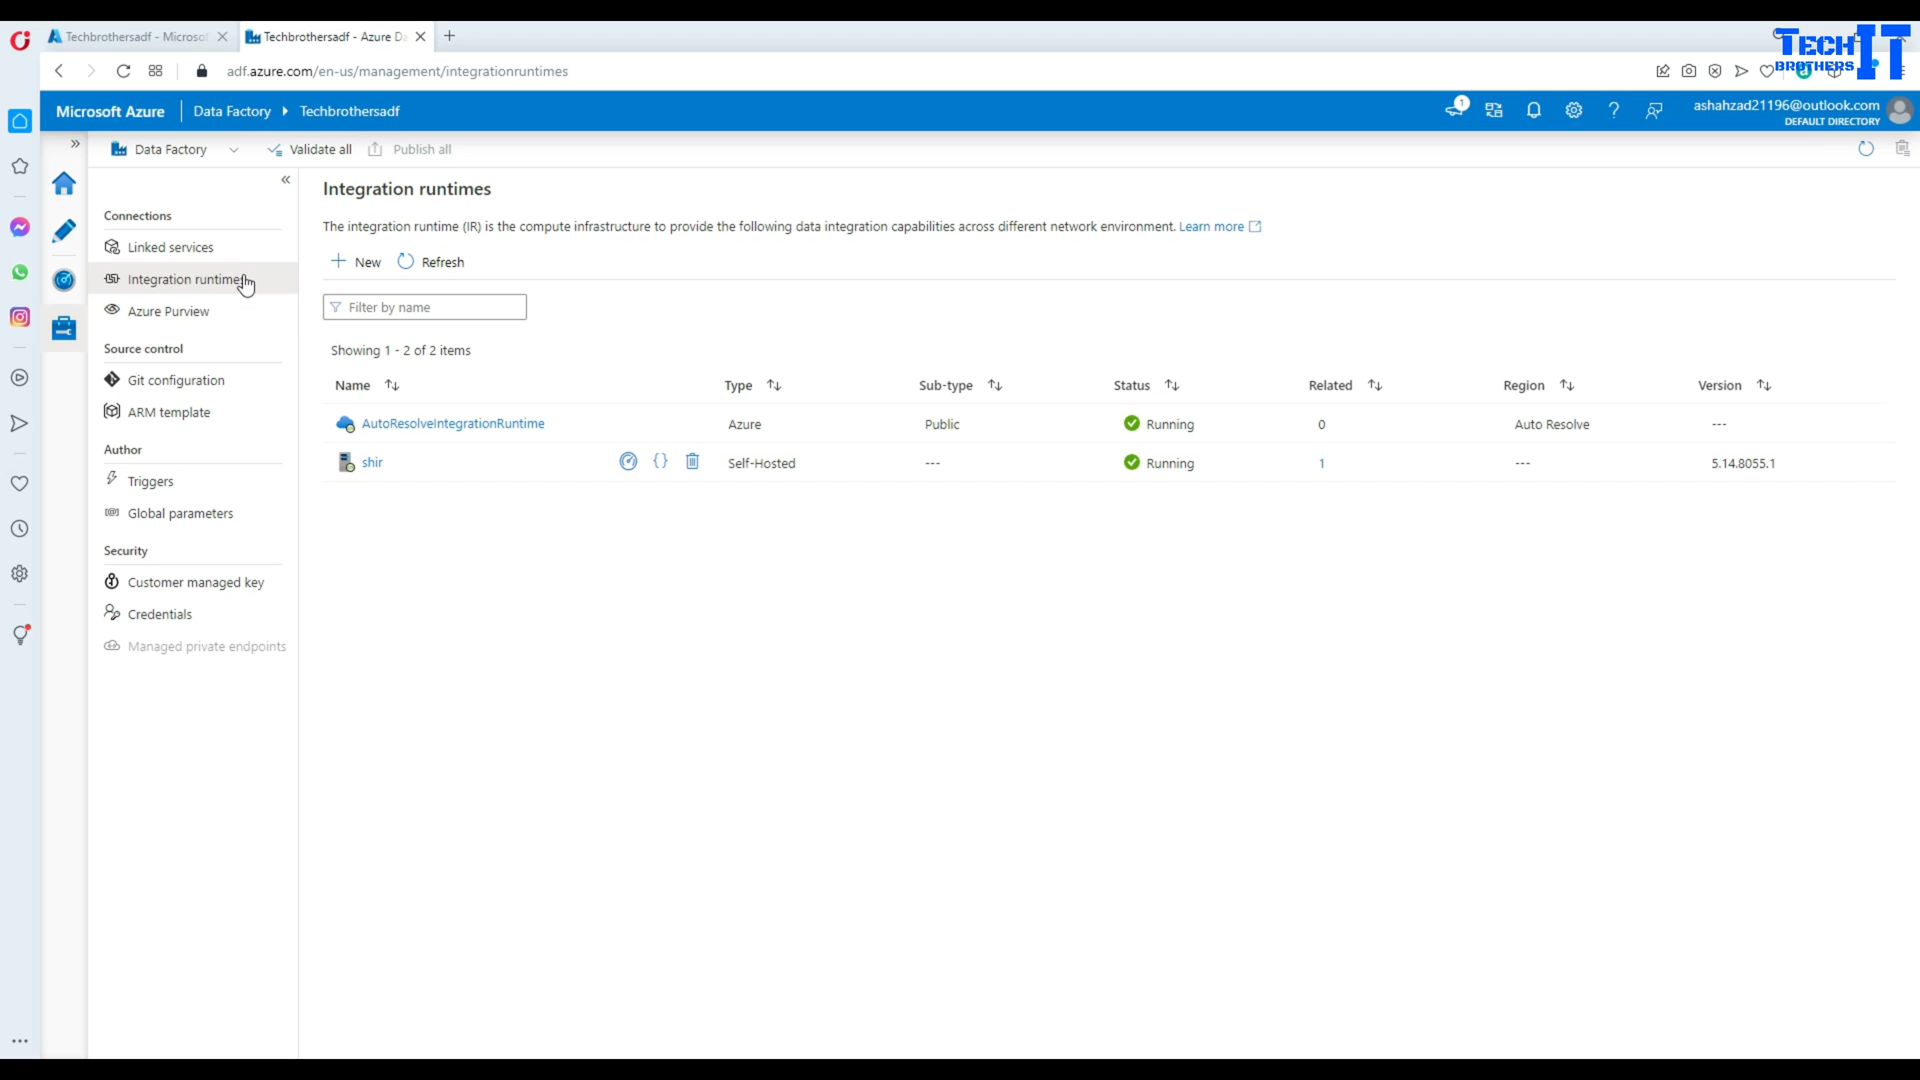 Techbrothersadf - Microsof
Techbrothersadf - Azure Da
TECH IT
BROTHERS
adf.azure.com/en-us/management/integrationruntimes
Microsoft Azure
Data Factory
Techbrothersadf
1
ashahzad21196@outlook.com
DEFAULT DIRECTORY
Data Factory
Validate all
Publish all
Connections
Linked services
Integration runtime
Azure Purview
Source control
Git configuration
ARM template
Author
Triggers
Global parameters
Security
Customer managed key
Credentials
Managed private endpoints
Integration runtimes
The integration runtime (IR) is the compute infrastructure to provide the following data integration capabilities across different network environment. Learn more
New Refresh
Filter by name
Showing 1 - 2 of 2 items
Name Type Sub-type Status Related Region Version
AutoResolveIntegrationRuntime Azure Public Running 0 Auto Resolve ---
shir {} Self-Hosted --- Running 1 --- 5.14.8055.1